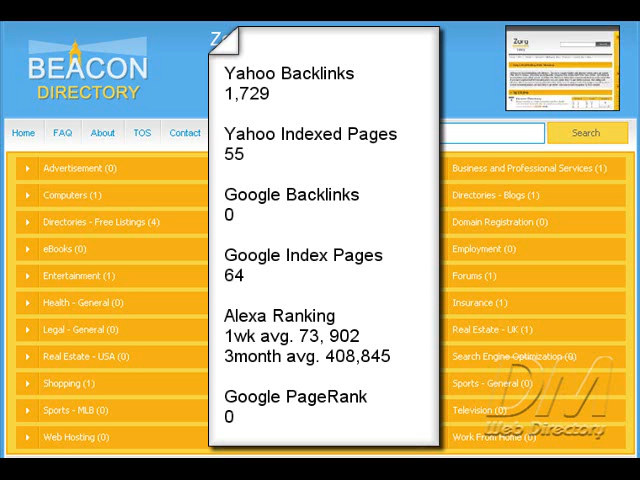 BEACON
DIRECTORY
Home
FAQ
About
TOS
Contact
Search
Advertisement (0)
Computers (1)
Directories - Free Listings (4)
eBooks (0)
Entertainment (1)
Health - General (0)
Legal - General (0)
Real Estate - USA (0)
Shopping (1)
Sports - MLB (0)
Web Hosting (0)
Yahoo Backlinks
1,729
Yahoo Indexed Pages
55
Google Backlinks
0
Google Index Pages
64
Alexa Ranking
1wk avg. 73, 902
3month avg. 408,845
Google PageRank
0
Business and Professional Services (1)
Directories - Blogs (1)
Domain Registration (0)
Employment (0)
Forums (1)
Insurance (1)
Real Estate - UK (1)
Search Engine Optimization (0)
Sports - General (0)
Television (0)
Work From Home (0)
DM
Web Directory